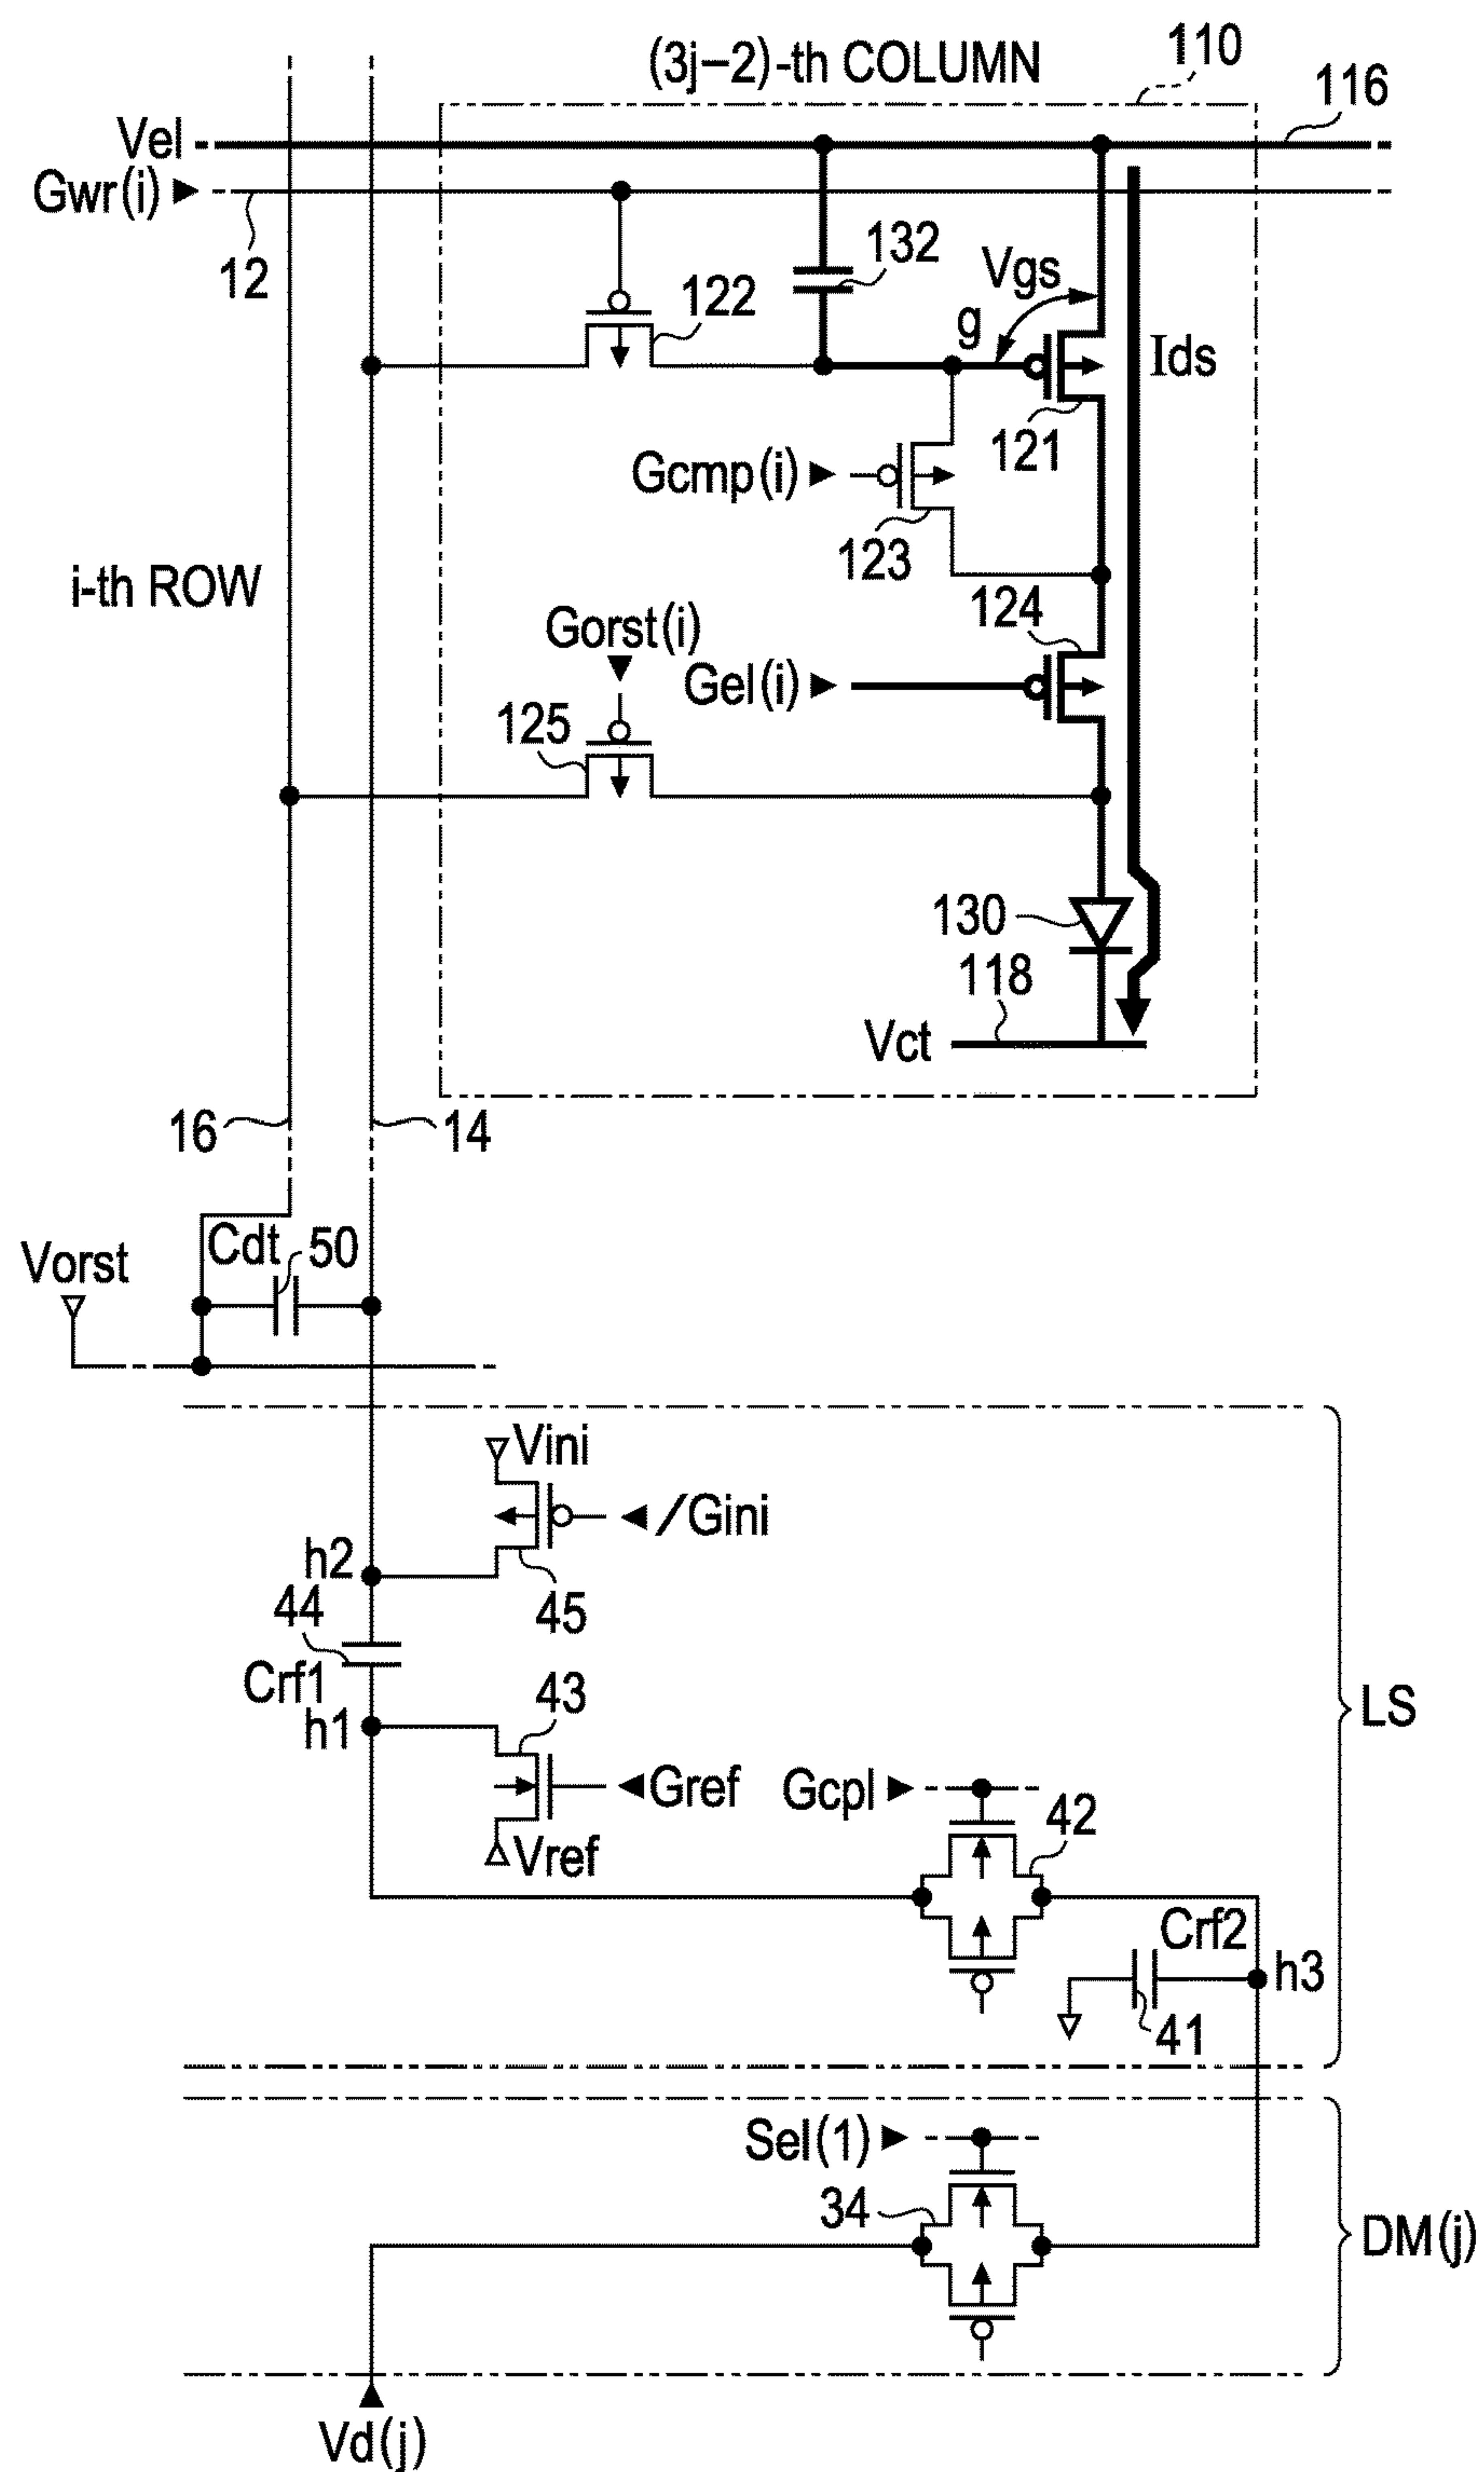 (3j–2)-th COLUMN
110
116
Vel
Gwr(i)
12
132
Vgs
122
g
Ids
121
Gcmp(i)
123
i-th ROW
124
Gorst(i)
Gel(i)
125
130
118
Vct
16
14
Cdt
50
Vorst
Vini
/Gini
h2
44
45
Crf1
43
h1
LS
Gref
Gcpl
42
Vref
Crf2
h3
41
Sel(1)
34
DM(j)
Vd(j)